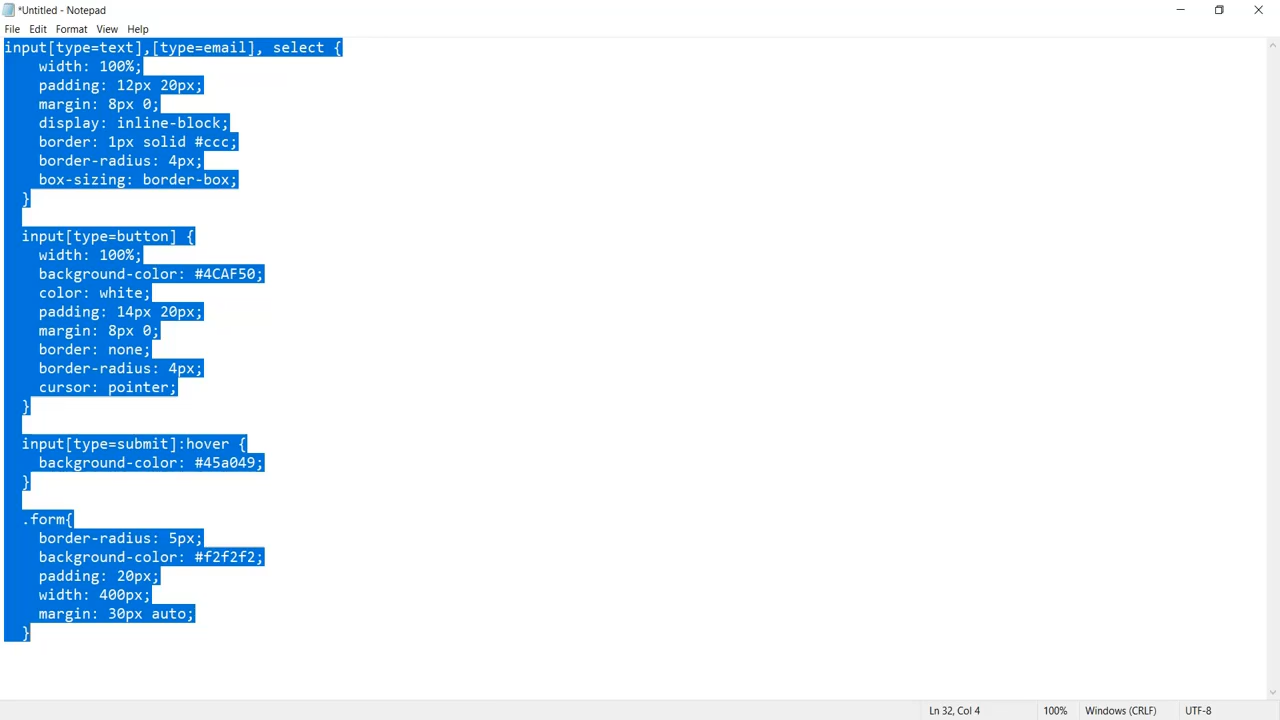 *Untitled - Notepad
File Edit Format View Help
input[type=text],[type=email], select {
    width: 100%;
    padding: 12px 20px;
    margin: 8px 0;
    display: inline-block;
    border: 1px solid #ccc;
    border-radius: 4px;
    box-sizing: border-box;
  }

  input[type=button] {
    width: 100%;
    background-color: #4CAF50;
    color: white;
    padding: 14px 20px;
    margin: 8px 0;
    border: none;
    border-radius: 4px;
    cursor: pointer;
  }

  input[type=submit]:hover {
    background-color: #45a049;
  }

  .form{
    border-radius: 5px;
    background-color: #f2f2f2;
    padding: 20px;
    width: 400px;
    margin: 30px auto;
  }
Ln 32, Col 4 100% Windows (CRLF) UTF-8